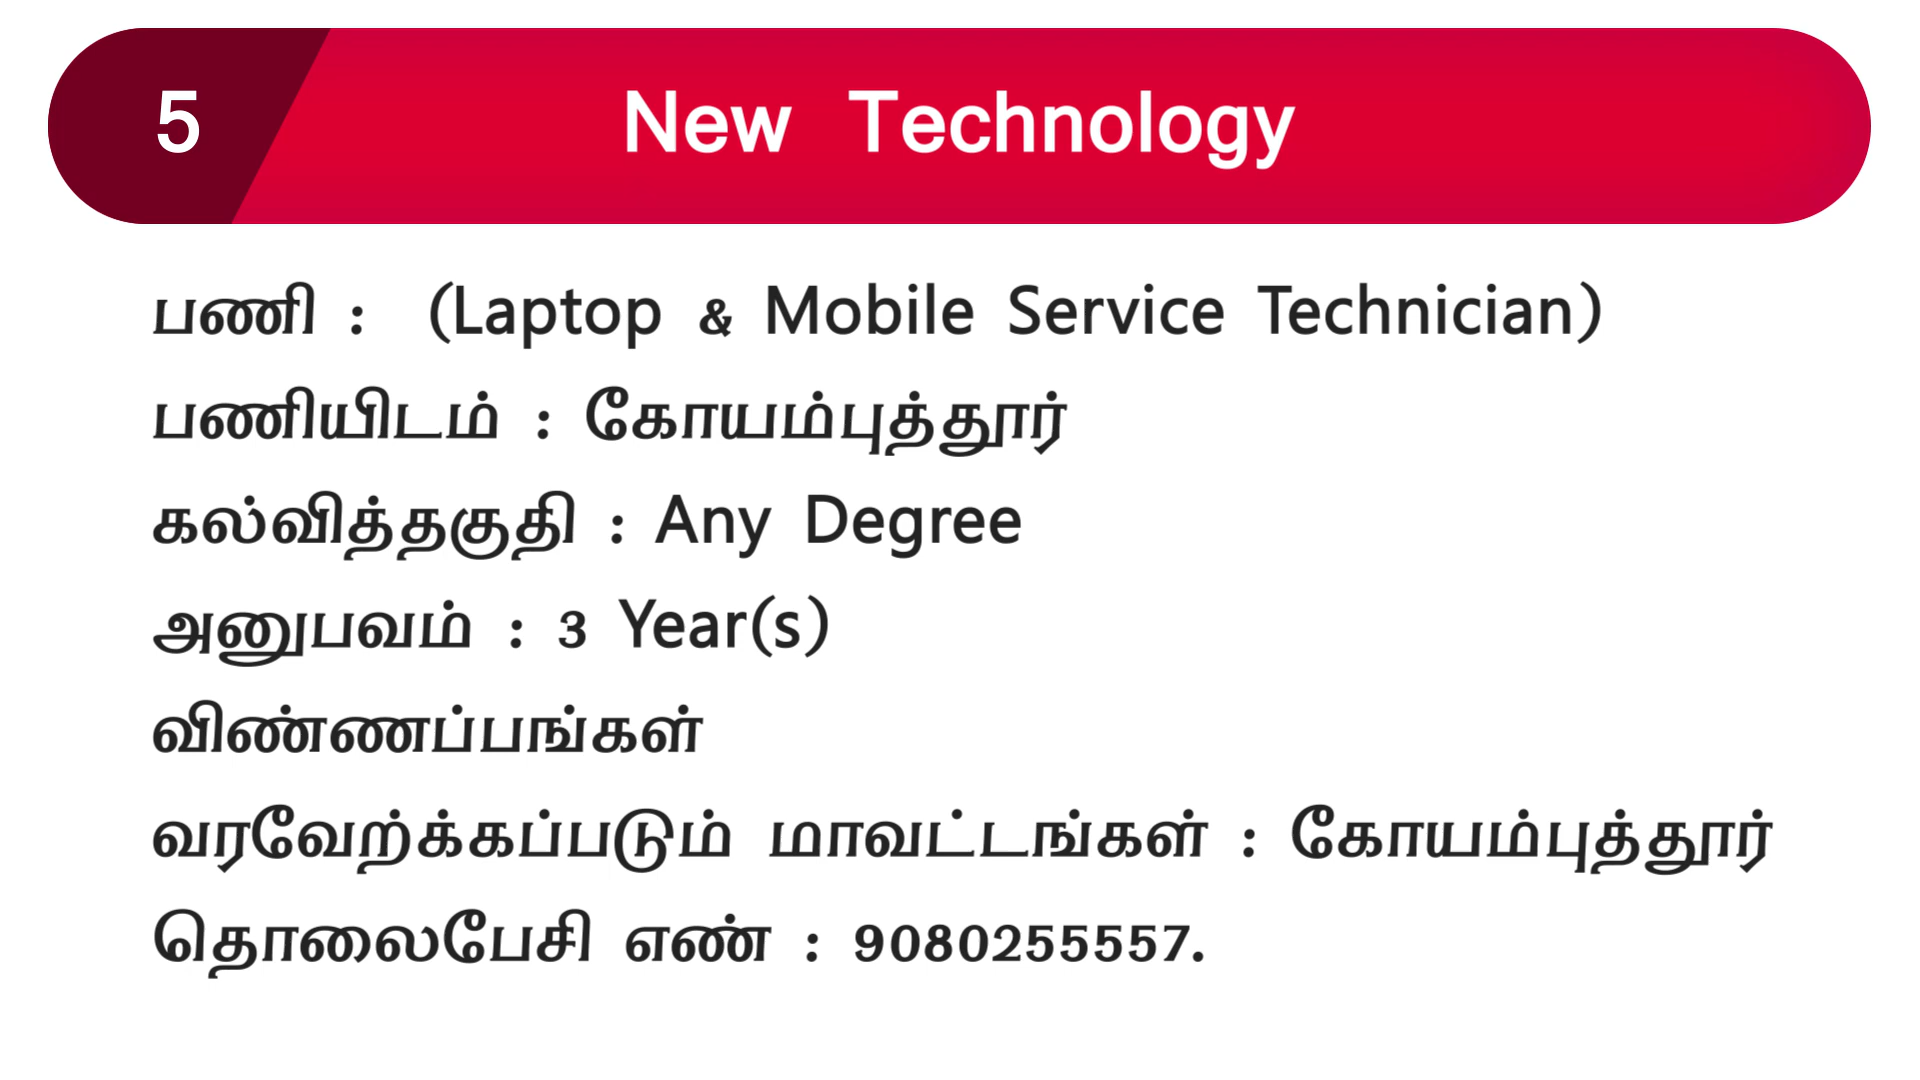 5
New Technology
பணி : (Laptop & Mobile Service Technician)
பணியிடம் : கோயம்புத்தூர்
கல்வித்தகுதி : Any Degree
அனுபவம் : 3 Year(s)
விண்ணப்பங்கள்
வரவேற்க்கப்படும் மாவட்டங்கள் : கோயம்புத்தூர்
தொலைபேசி எண் : 9080255557.